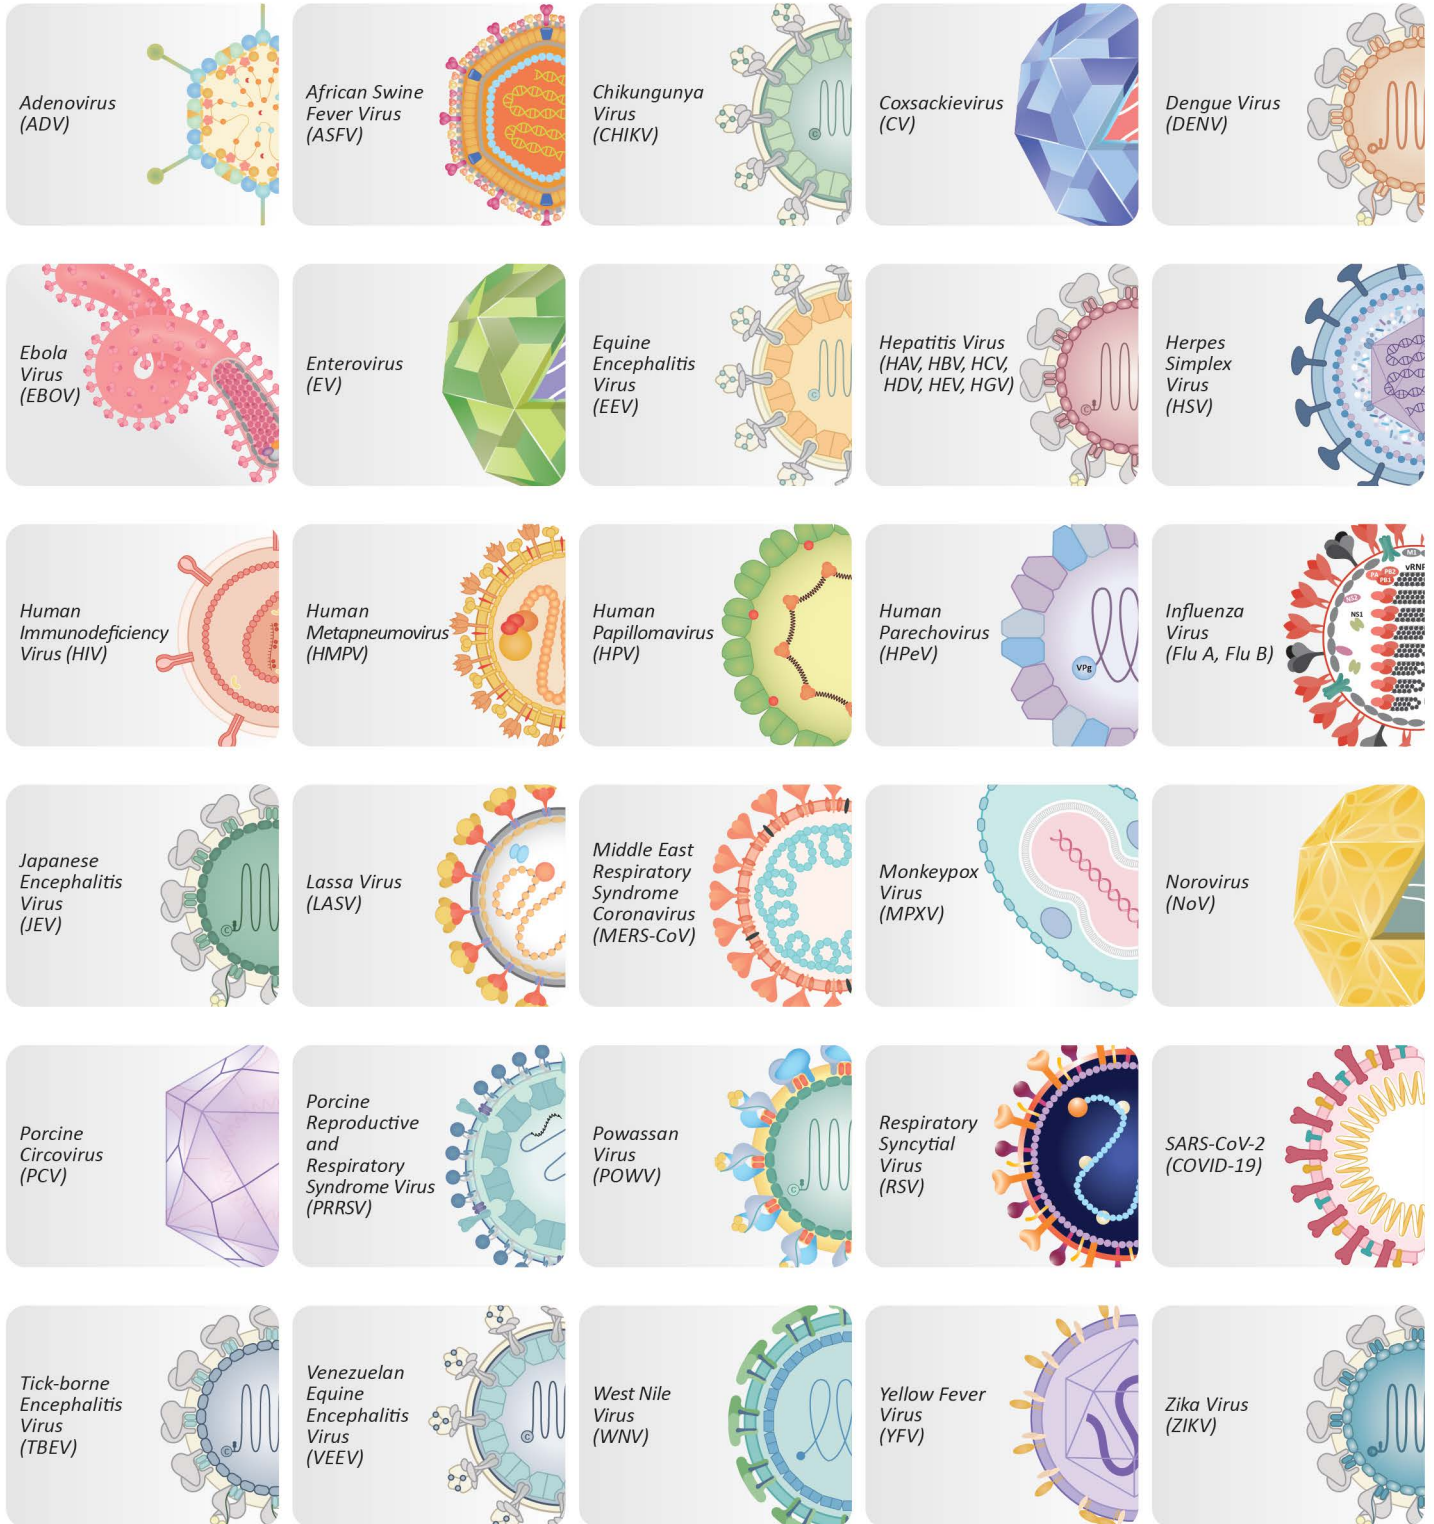 Adenovirus
(ADV)
African Swine
Fever Virus
(ASFV)
Chikungunya
Virus
(CHIKV)
Coxsackievirus
(CV)
Dengue Virus
(DENV)
Ebola
Virus
(EBOV)
Enterovirus
(EV)
Equine
Encephalitis
Virus
(EEV)
Hepatitis Virus
(HAV, HBV, HCV,
HDV, HEV, HGV)
Herpes
Simplex
Virus
(HSV)
Human
Immunodeficiency
Virus (HIV)
Human
Metapneumovirus
(HMPV)
Human
Papillomavirus
(HPV)
Human
Parechovirus
(HPeV)
VPg
Influenza
Virus
(Flu A, Flu B)
M1
vRNP
PA
PB2
PB1
NS2
NS1
Japanese
Encephalitis
Virus
(JEV)
C
Lassa Virus
(LASV)
Middle East
Respiratory
Syndrome
Coronavirus
(MERS-CoV)
Monkeypox
Virus
(MPXV)
Norovirus
(NoV)
Porcine
Circovirus
(PCV)
Porcine
Reproductive
and
Respiratory
Syndrome Virus
(PRRSV)
Powassan
Virus
(POWV)
C
Respiratory
Syncytial
Virus
(RSV)
SARS-CoV-2
(COVID-19)
Tick-borne
Encephalitis
Virus
(TBEV)
C
Venezuelan
Equine
Encephalitis
Virus
(VEEV)
C
West Nile
Virus
(WNV)
Yellow Fever
Virus
(YFV)
Zika Virus
(ZIKV)